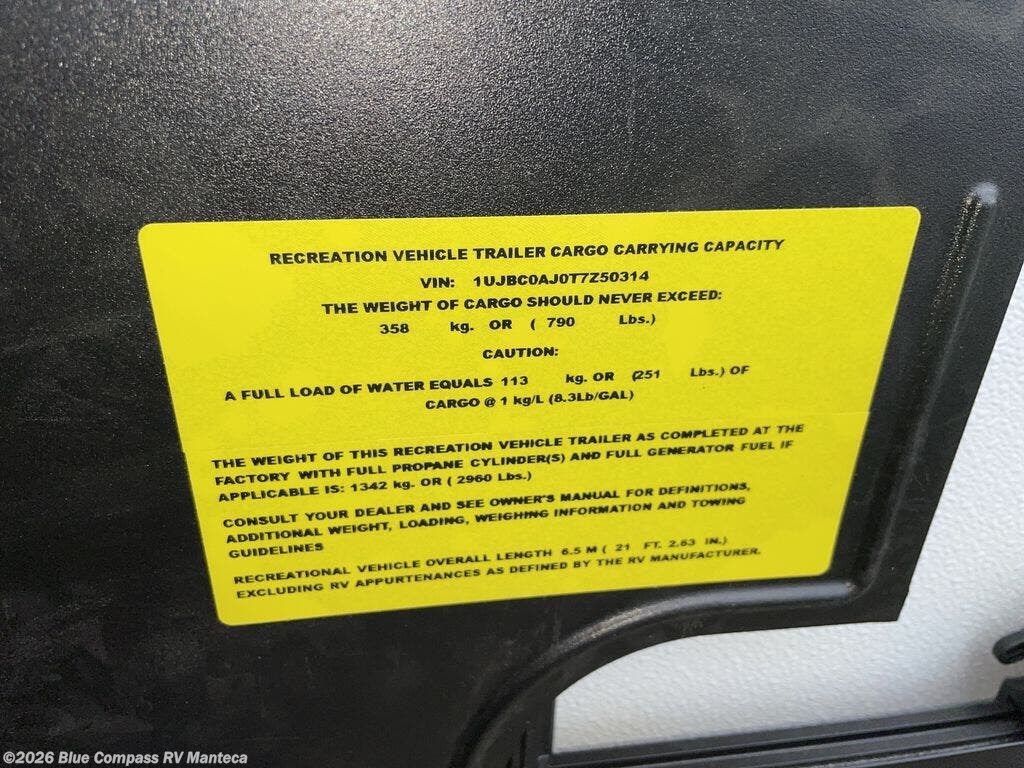 RECREATION VEHICLE TRAILER CARGO CARRYING CAPACITY
VIN: 1UJBC0AJ0T7Z50314
THE WEIGHT OF CARGO SHOULD NEVER EXCEED:
358 kg. OR ( 790 Lbs.)
CAUTION:
A FULL LOAD OF WATER EQUALS 113 kg. OR (251 Lbs.) OF
CARGO @ 1 kg/L (8.3Lb/GAL)
THE WEIGHT OF THIS RECREATION VEHICLE TRAILER AS COMPLETED AT THE
FACTORY WITH FULL PROPANE CYLINDER(S) AND FULL GENERATOR FUEL IF
APPLICABLE IS: 1342 kg. OR ( 2960 Lbs.)
CONSULT YOUR DEALER AND SEE OWNER'S MANUAL FOR DEFINITIONS,
ADDITIONAL WEIGHT, LOADING, WEIGHING INFORMATION AND TOWING
GUIDELINES
RECREATIONAL VEHICLE OVERALL LENGTH 6.5 M ( 21 FT. 2.63 IN.)
EXCLUDING RV APPURTENANCES AS DEFINED BY THE RV MANUFACTURER.
©2026 Blue Compass RV Manteca